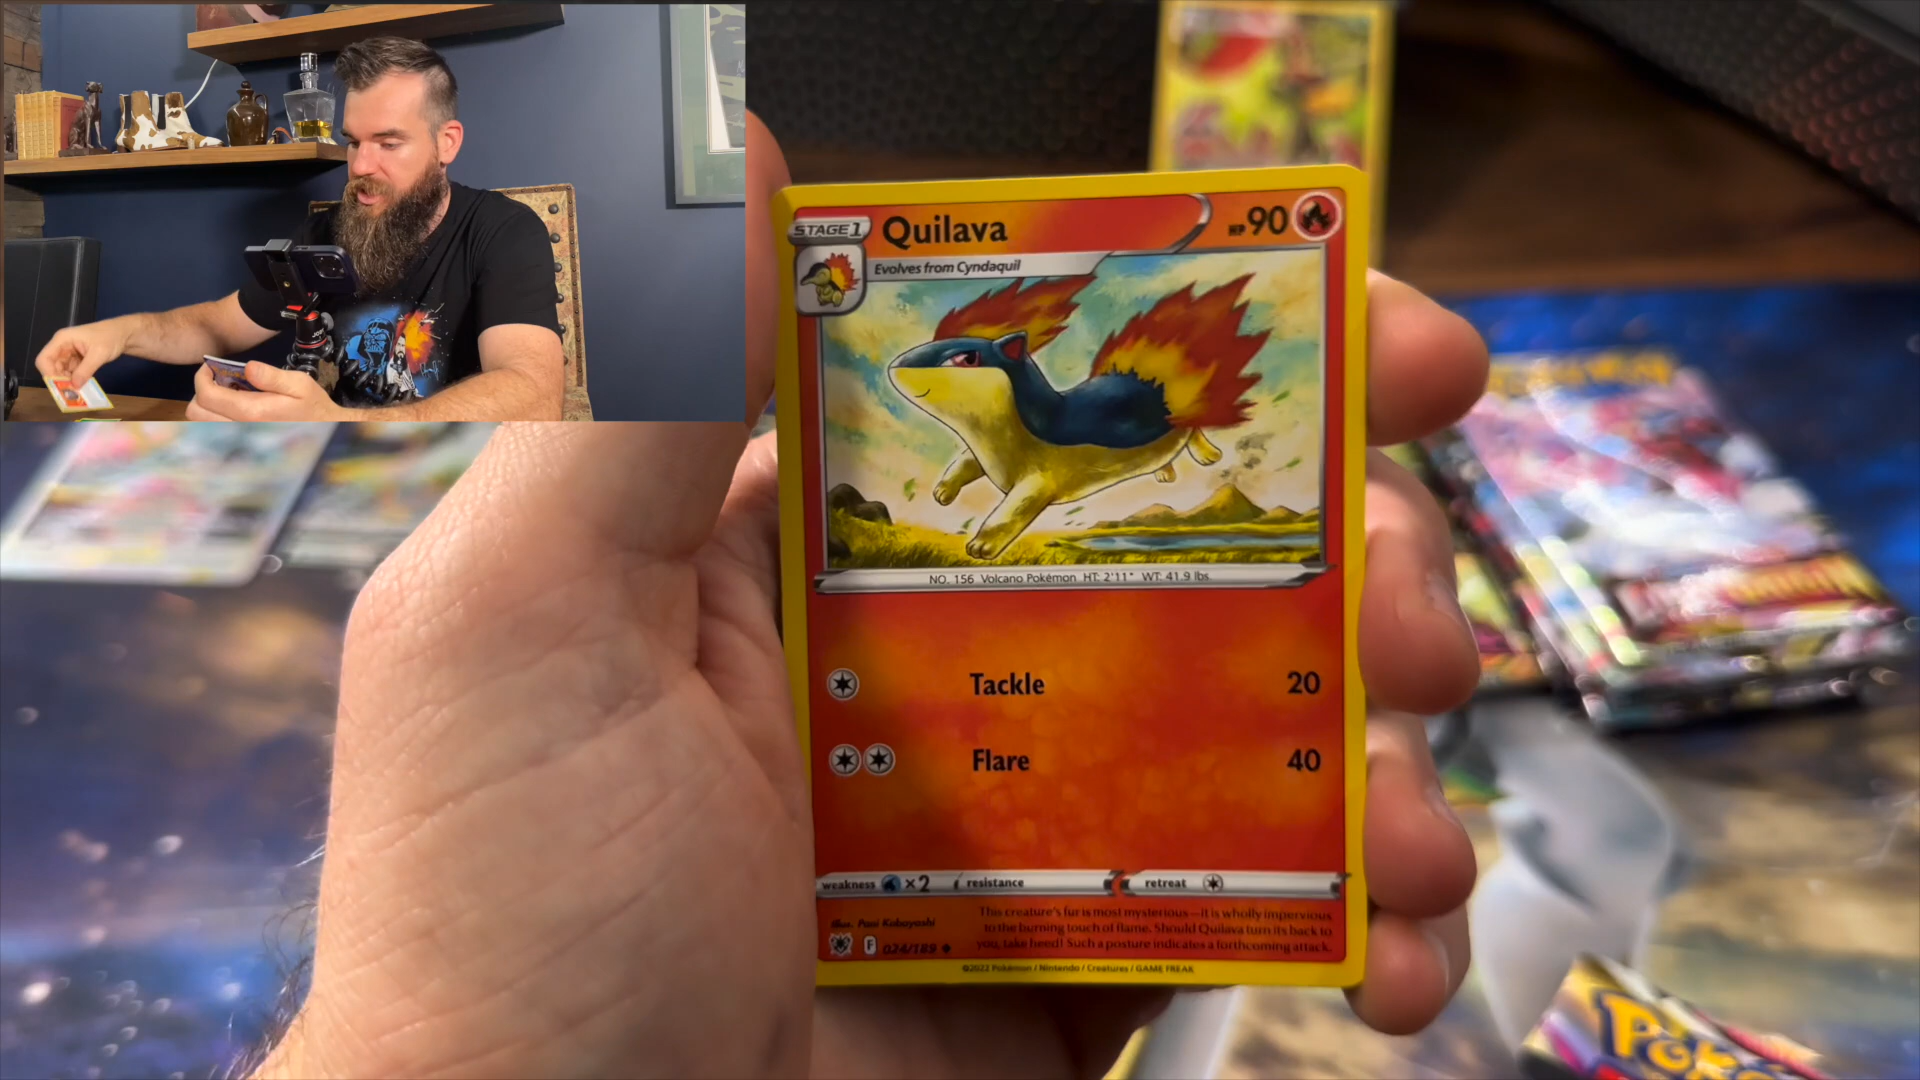 STAGE 1
Quilava
HP 90
Evolves from Cyndaquil
NO. 156 Volcano Pokémon HT: 2'11" WT: 41.9 lbs.
Tackle 20
Flare 40
weakness ×2 resistance retreat
Illus. Pani Kobayashi
This creature's fur is most mysterious—it is wholly impervious
to the burning touch of flame. Should Quilava turn its back to
you, take heed! Such a posture indicates a forthcoming attack.
F 024/189
©2022 Pokémon / Nintendo / Creatures / GAME FREAK